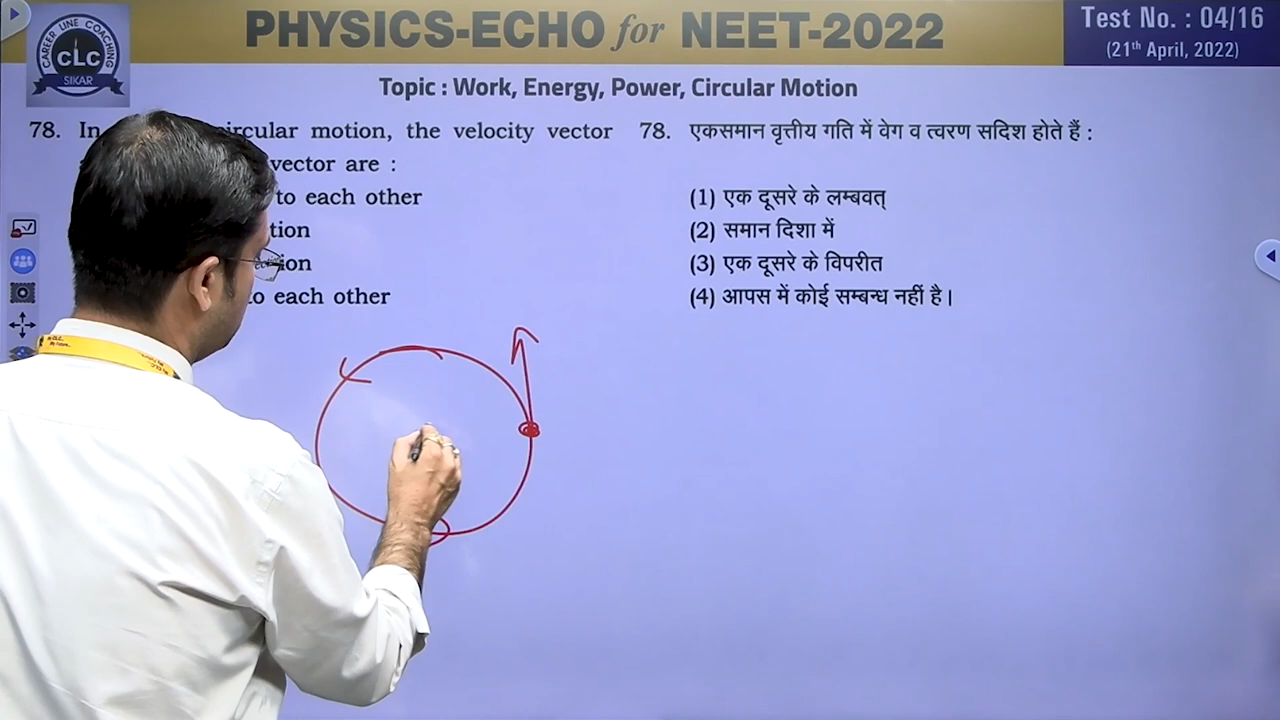 PHYSICS-ECHO for NEET-2022
Test No. : 04/16
(21th April, 2022)
CAREER LINE COACHING
CLC
SIKAR
Topic : Work, Energy, Power, Circular Motion
78. In circular motion, the velocity vector
vector are :
to each other
to each other
78. एकसमान वृत्तीय गति में वेग व त्वरण सदिश होते हैं :
(1) एक दूसरे के लम्बवत्
(2) समान दिशा में
(3) एक दूसरे के विपरीत
(4) आपस में कोई सम्बन्ध नहीं है।